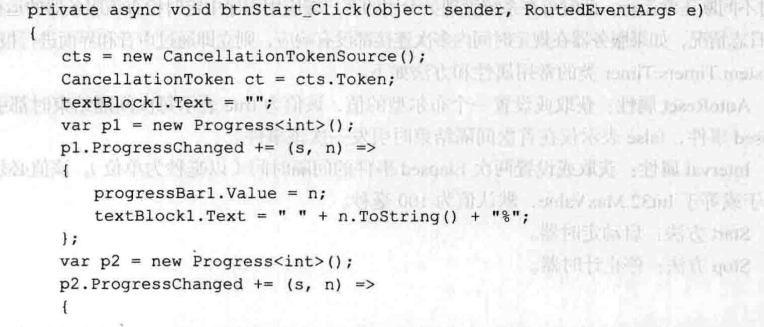 private async void btnStart_Click(object sender, RoutedEventArgs e)
{
    cts = new CancellationTokenSource();
    CancellationToken ct = cts.Token;
    textBlock1.Text = "";
    var p1 = new Progress<int>();
    p1.ProgressChanged += (s, n) =>
    {
        progressBar1.Value = n;
        textBlock1.Text = " " + n.ToString() + "%";
    };
    var p2 = new Progress<int>();
    p2.ProgressChanged += (s, n) =>
    {